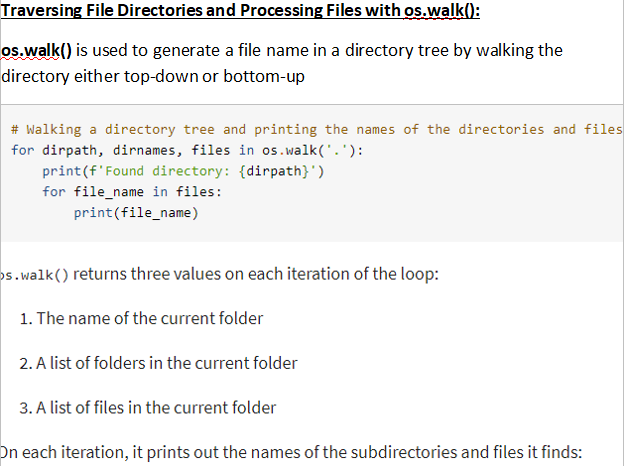 Traversing File Directories and Processing Files with os.walk():
os.walk() is used to generate a file name in a directory tree by walking the
directory either top-down or bottom-up
# Walking a directory tree and printing the names of the directories and files
for dirpath, dirnames, files in os.walk('.'):
    print(f'Found directory: {dirpath}')
    for file_name in files:
        print(file_name)
os.walk() returns three values on each iteration of the loop:
1. The name of the current folder
2. A list of folders in the current folder
3. A list of files in the current folder
On each iteration, it prints out the names of the subdirectories and files it finds: